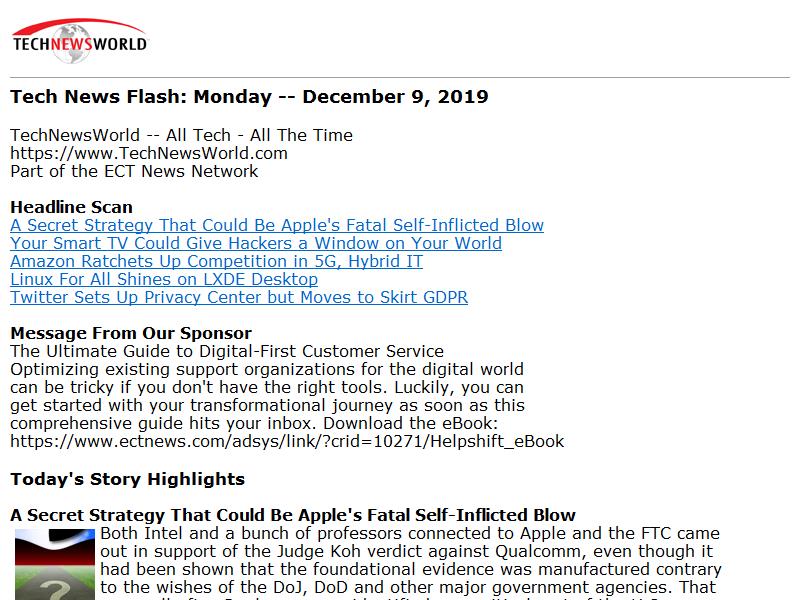 TECHNEWSWORLD
Tech News Flash: Monday -- December 9, 2019
TechNewsWorld -- All Tech - All The Time
https://www.TechNewsWorld.com
Part of the ECT News Network
Headline Scan
A Secret Strategy That Could Be Apple's Fatal Self-Inflicted Blow
Your Smart TV Could Give Hackers a Window on Your World
Amazon Ratchets Up Competition in 5G, Hybrid IT
Linux For All Shines on LXDE Desktop
Twitter Sets Up Privacy Center but Moves to Skirt GDPR
Message From Our Sponsor
The Ultimate Guide to Digital-First Customer Service
Optimizing existing support organizations for the digital world
can be tricky if you don't have the right tools. Luckily, you can
get started with your transformational journey as soon as this
comprehensive guide hits your inbox. Download the eBook:
https://www.ectnews.com/adsys/link/?crid=10271/Helpshift_eBook
Today's Story Highlights
A Secret Strategy That Could Be Apple's Fatal Self-Inflicted Blow
Both Intel and a bunch of professors connected to Apple and the FTC came
out in support of the Judge Koh verdict against Qualcomm, even though it
had been shown that the foundational evidence was manufactured contrary
to the wishes of the DoJ, DoD and other major government agencies. That
?